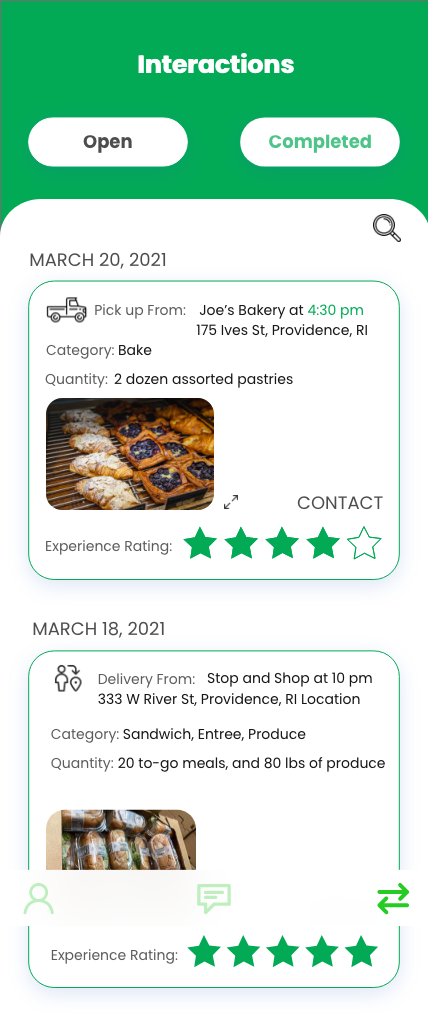 Interactions
Open Completed
MARCH 20, 2021
Pick up From: Joe’s Bakery at 4:30 pm
175 Ives St, Providence, RI
Category: Bake
Quantity: 2 dozen assorted pastries
CONTACT
Experience Rating:
MARCH 18, 2021
Delivery From: Stop and Shop at 10 pm
333 W River St, Providence, RI Location
Category: Sandwich, Entree, Produce
Quantity: 20 to-go meals, and 80 lbs of produce
Experience Rating: